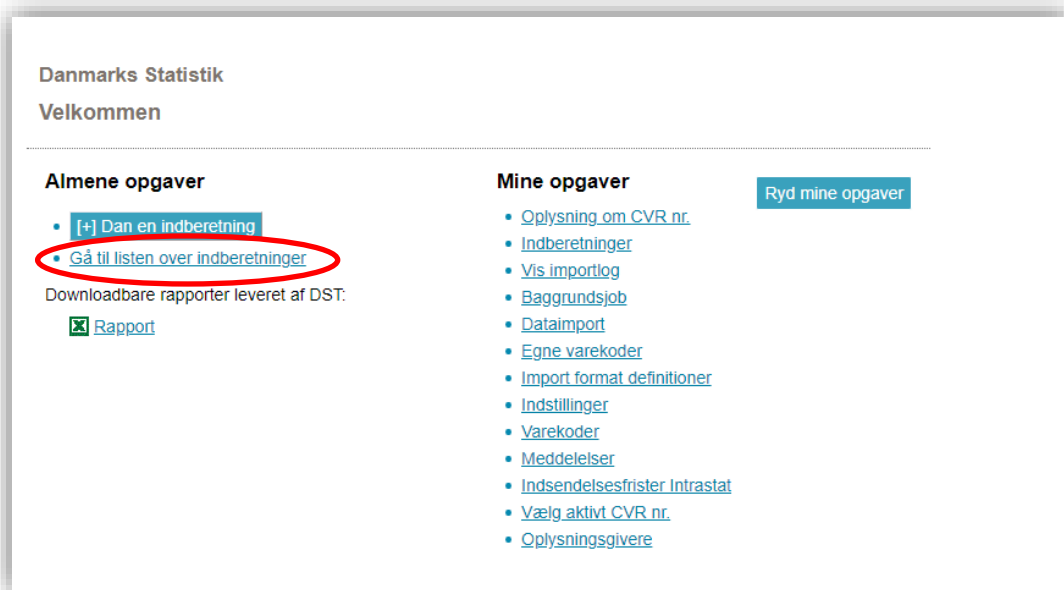 Danmarks Statistik
Velkommen
Almene opgaver
[+] Dan en indberetning
Gå til listen over indberetninger
Downloadbare rapporter leveret af DST:
Rapport
Mine opgaver
Ryd mine opgaver
Oplysning om CVR nr.
Indberetninger
Vis importlog
Baggrundsjob
Dataimport
Egne varekoder
Import format definitioner
Indstillinger
Varekoder
Meddelelser
Indsendelsesfrister Intrastat
Vælg aktivt CVR nr.
Oplysningsgivere